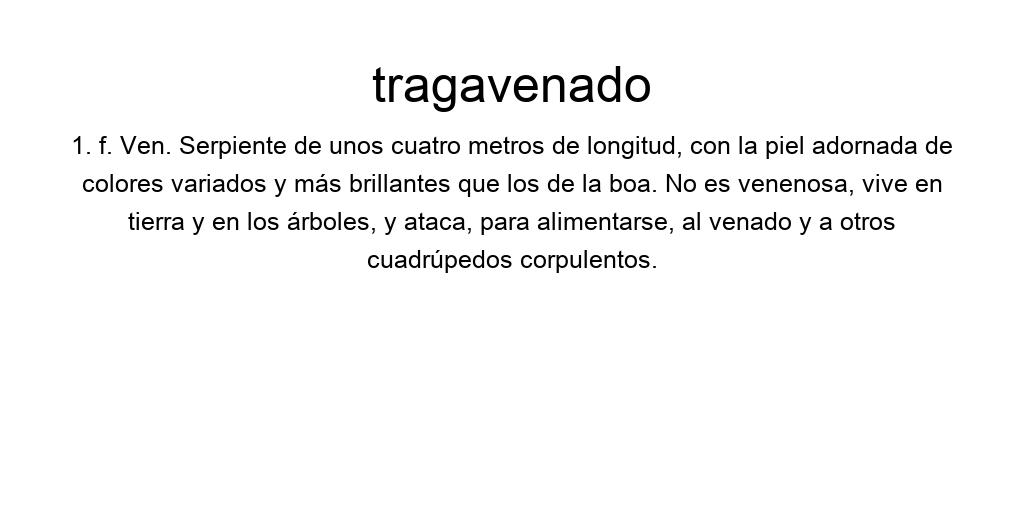 tragavenado
1. f. Ven. Serpiente de unos cuatro metros de longitud, con la piel adornada de
colores variados y más brillantes que los de la boa. No es venenosa, vive en
tierra y en los árboles, y ataca, para alimentarse, al venado y a otros
cuadrúpedos corpulentos.